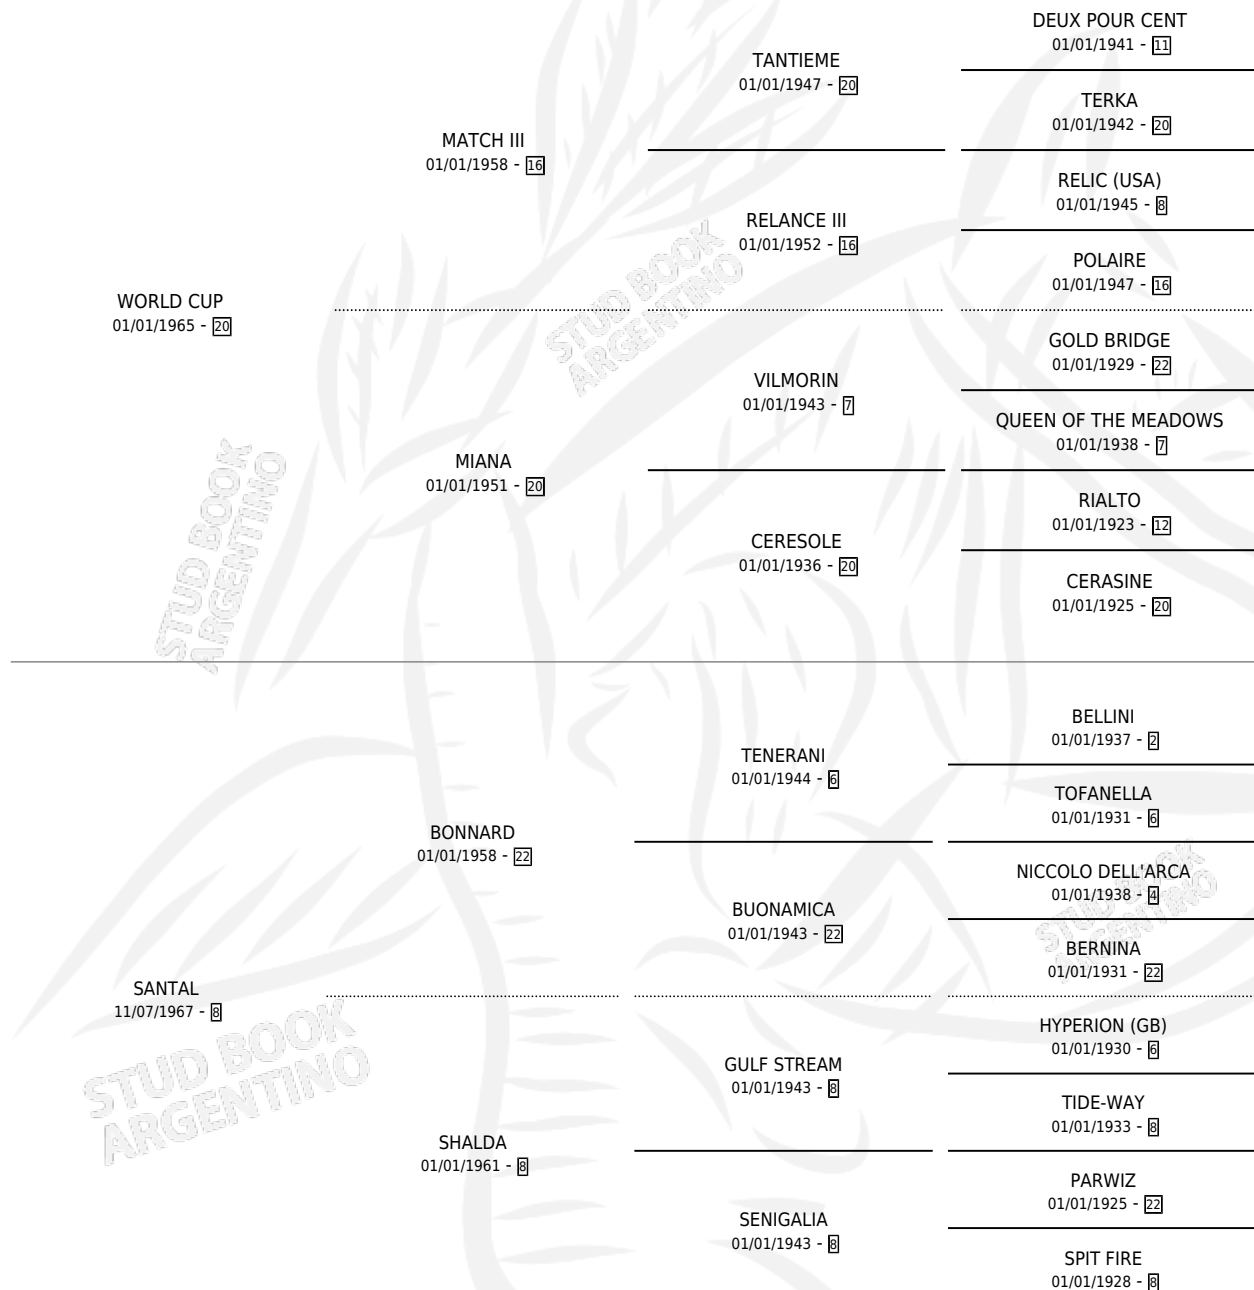 DEUX POUR CENT
01/01/1941 - 11
TANTIEME
01/01/1947 - 20
TERKA
01/01/1942 - 20
MATCH III
01/01/1958 - 16
RELIC (USA)
01/01/1945 - 8
RELANCE III
01/01/1952 - 16
POLAIRE
01/01/1947 - 16
WORLD CUP
01/01/1965 - 20
STUD BOOK
ARGENTINO
GOLD BRIDGE
01/01/1929 - 22
VILMORIN
01/01/1943 - 7
QUEEN OF THE MEADOWS
01/01/1938 - 7
MIANA
01/01/1951 - 20
RIALTO
01/01/1923 - 12
CERESOLE
01/01/1936 - 20
CERASINE
01/01/1925 - 20
STUD BOOK
ARGENTINO
BELLINI
01/01/1937 - 2
TENERANI
01/01/1944 - 6
TOFANELLA
01/01/1931 - 6
BONNARD
01/01/1958 - 22
NICCOLO DELL'ARCA
01/01/1938 - 4
BUONAMICA
01/01/1943 - 22
STUD BOOK
ARGENTINO
BERNINA
01/01/1931 - 22
SANTAL
11/07/1967 - 8
HYPERION (GB)
01/01/1930 - 6
GULF STREAM
01/01/1943 - 8
TIDE-WAY
01/01/1933 - 8
STUD BOOK
ARGENTINO
SHALDA
01/01/1961 - 8
PARWIZ
01/01/1925 - 22
SENIGALIA
01/01/1943 - 8
SPIT FIRE
01/01/1928 - 8